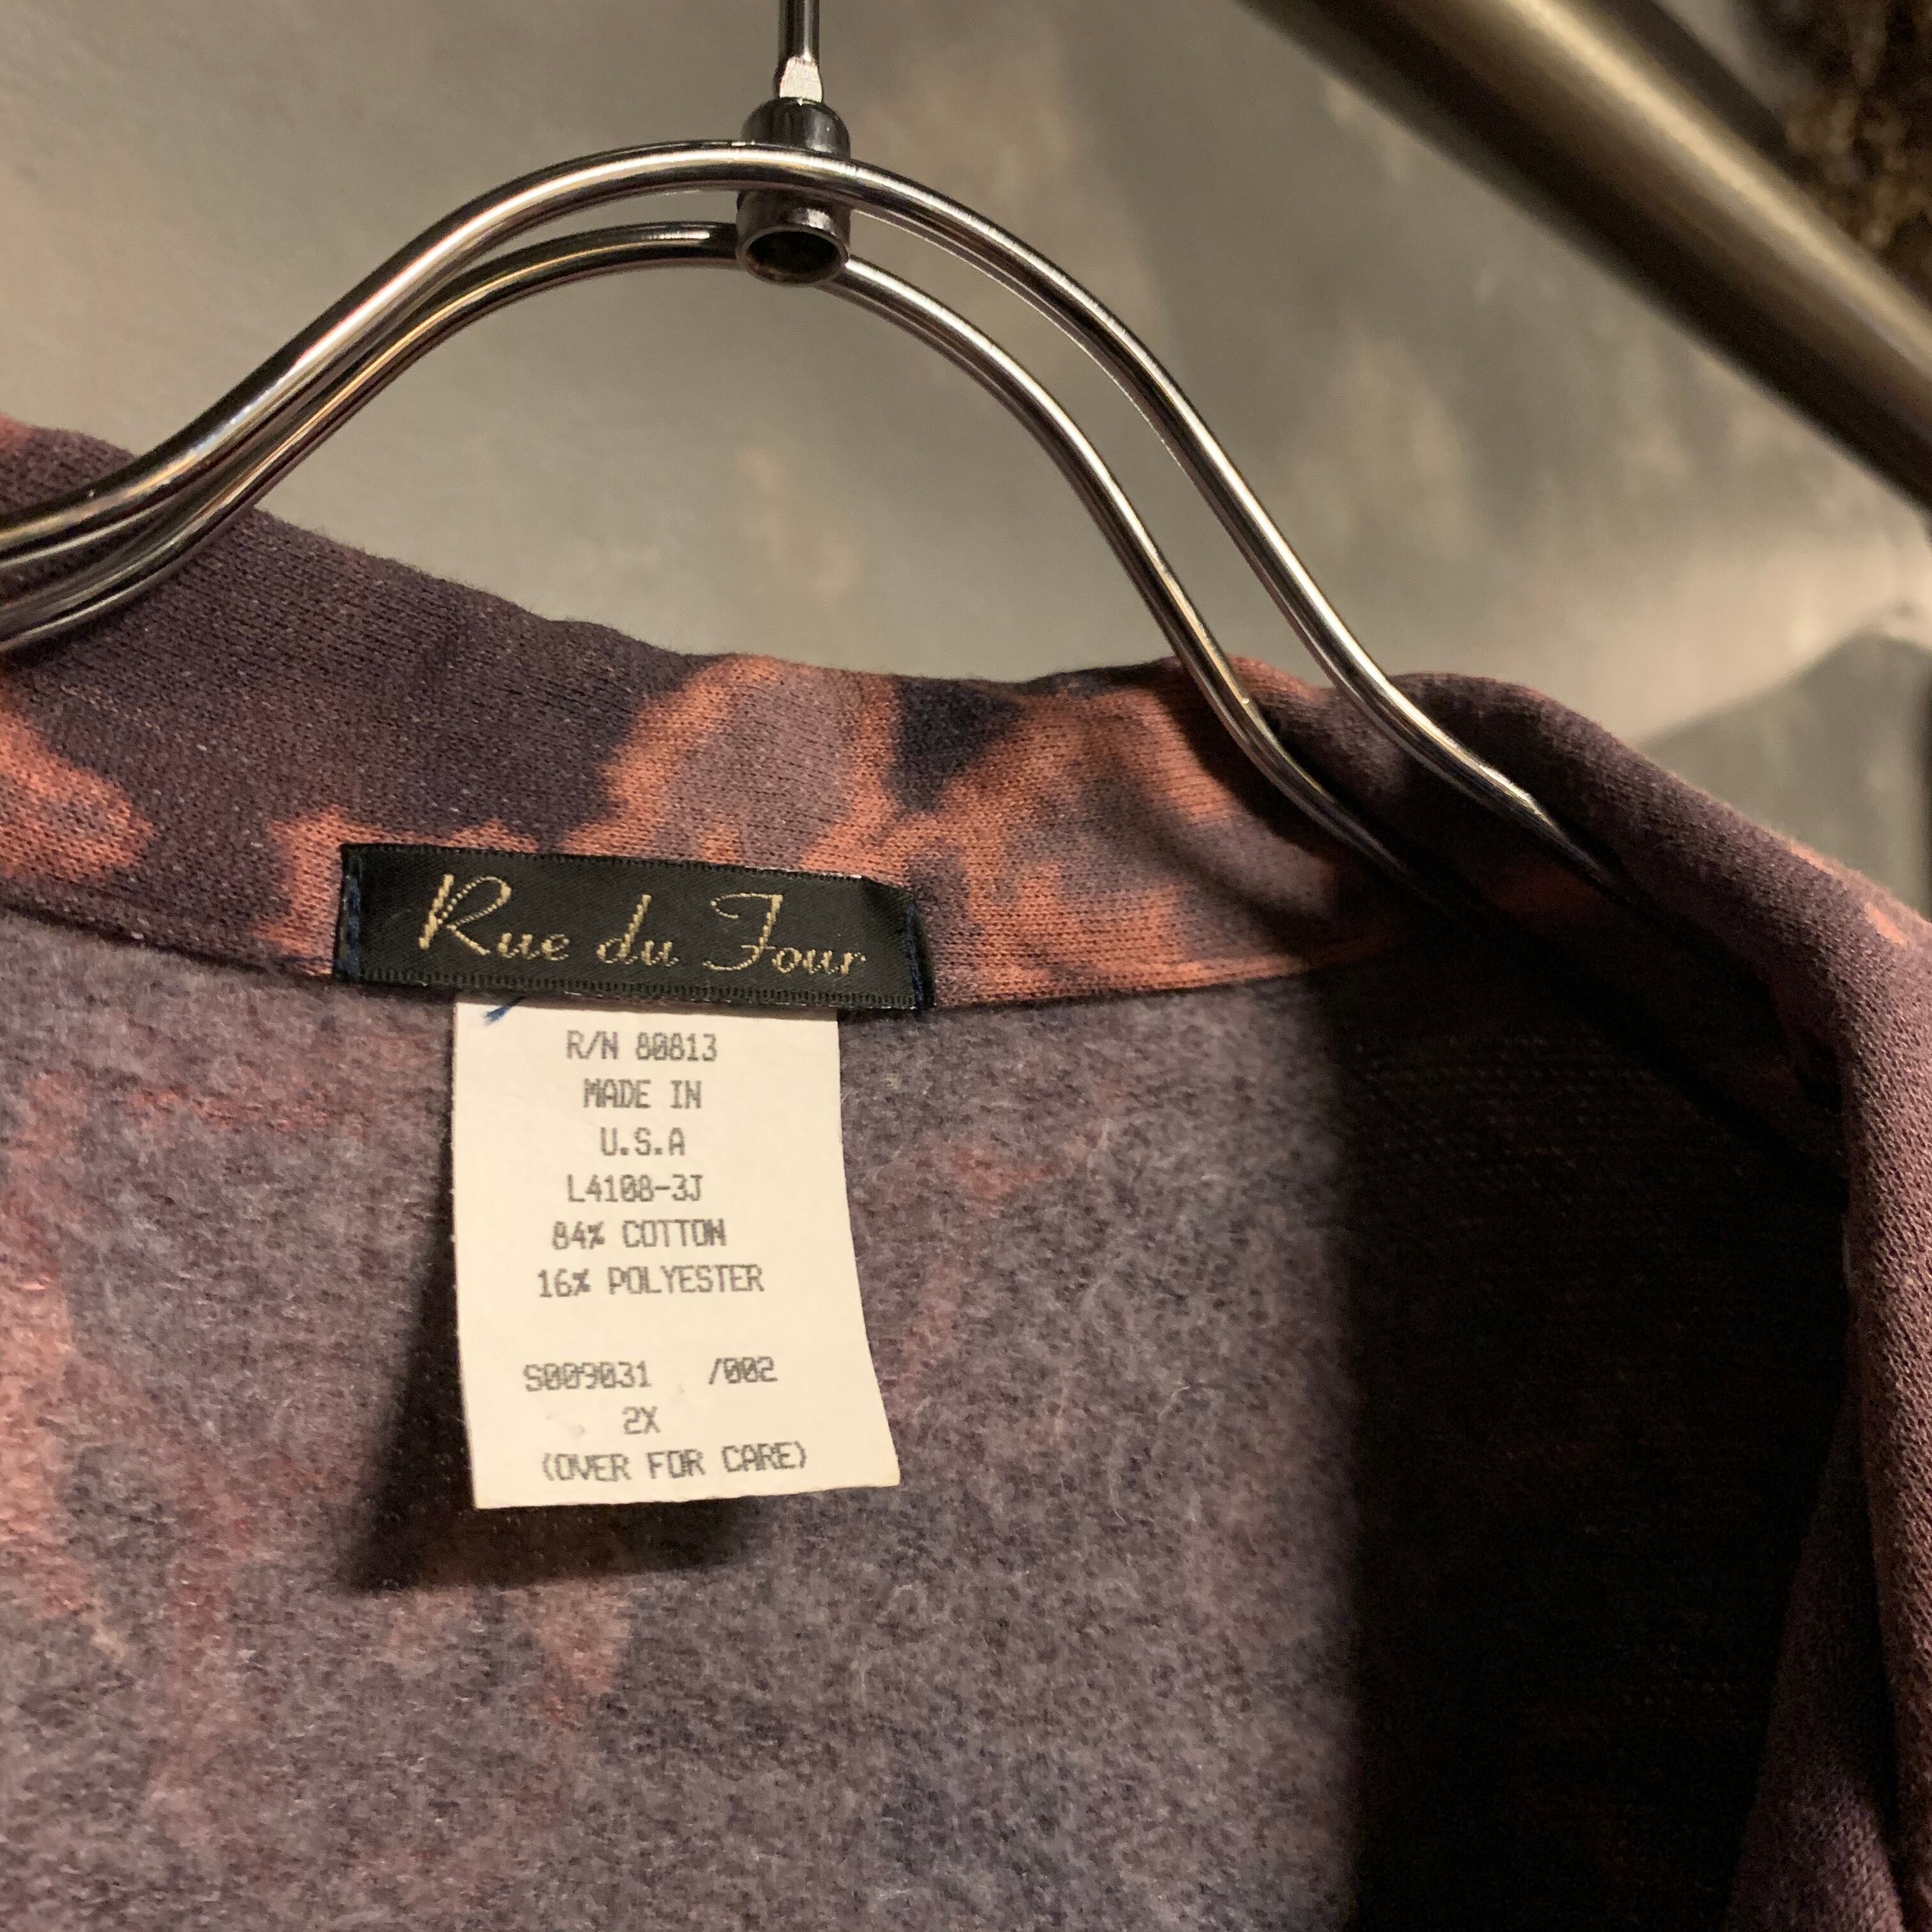 Rue du Four
R/N 80813
MADE IN
U.S.A
L4108-3J
84% COTTON
16% POLYESTER
S009031 /002
2X
(OVER FOR CARE)